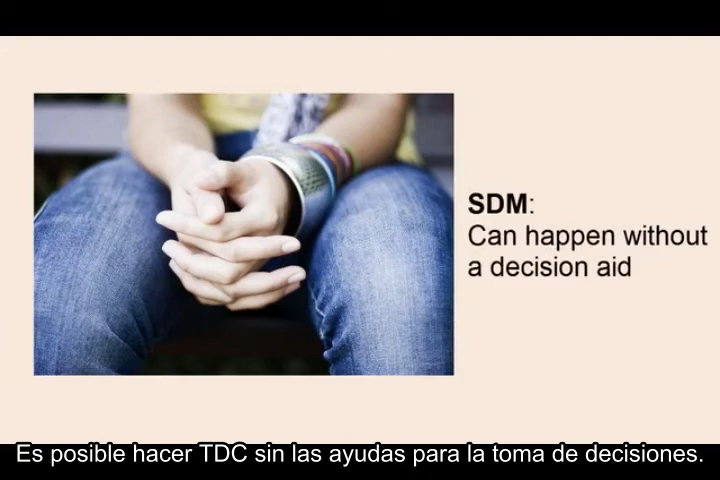 SDM:
Can happen without
a decision aid
Es posible hacer TDC sin las ayudas para la toma de decisiones.